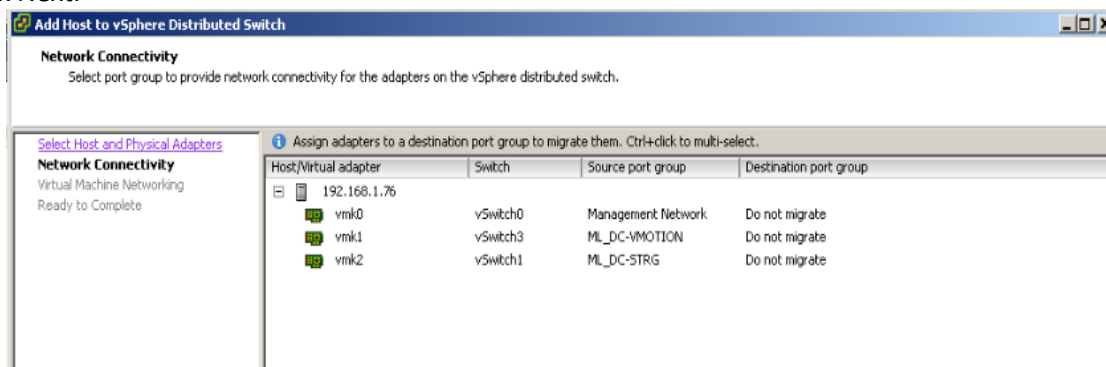 Add Host to vSphere Distributed Switch
Network Connectivity
Select port group to provide network connectivity for the adapters on the vSphere distributed switch.
Select Host and Physical Adapters
Network Connectivity
Virtual Machine Networking
Ready to Complete
Assign adapters to a destination port group to migrate them. Ctrl+click to multi-select.
Host/Virtual adapter Switch Source port group Destination port group
192.168.1.76
vmk0 vSwitch0 Management Network Do not migrate
vmk1 vSwitch3 ML_DC-VMOTION Do not migrate
vmk2 vSwitch1 ML_DC-STRG Do not migrate